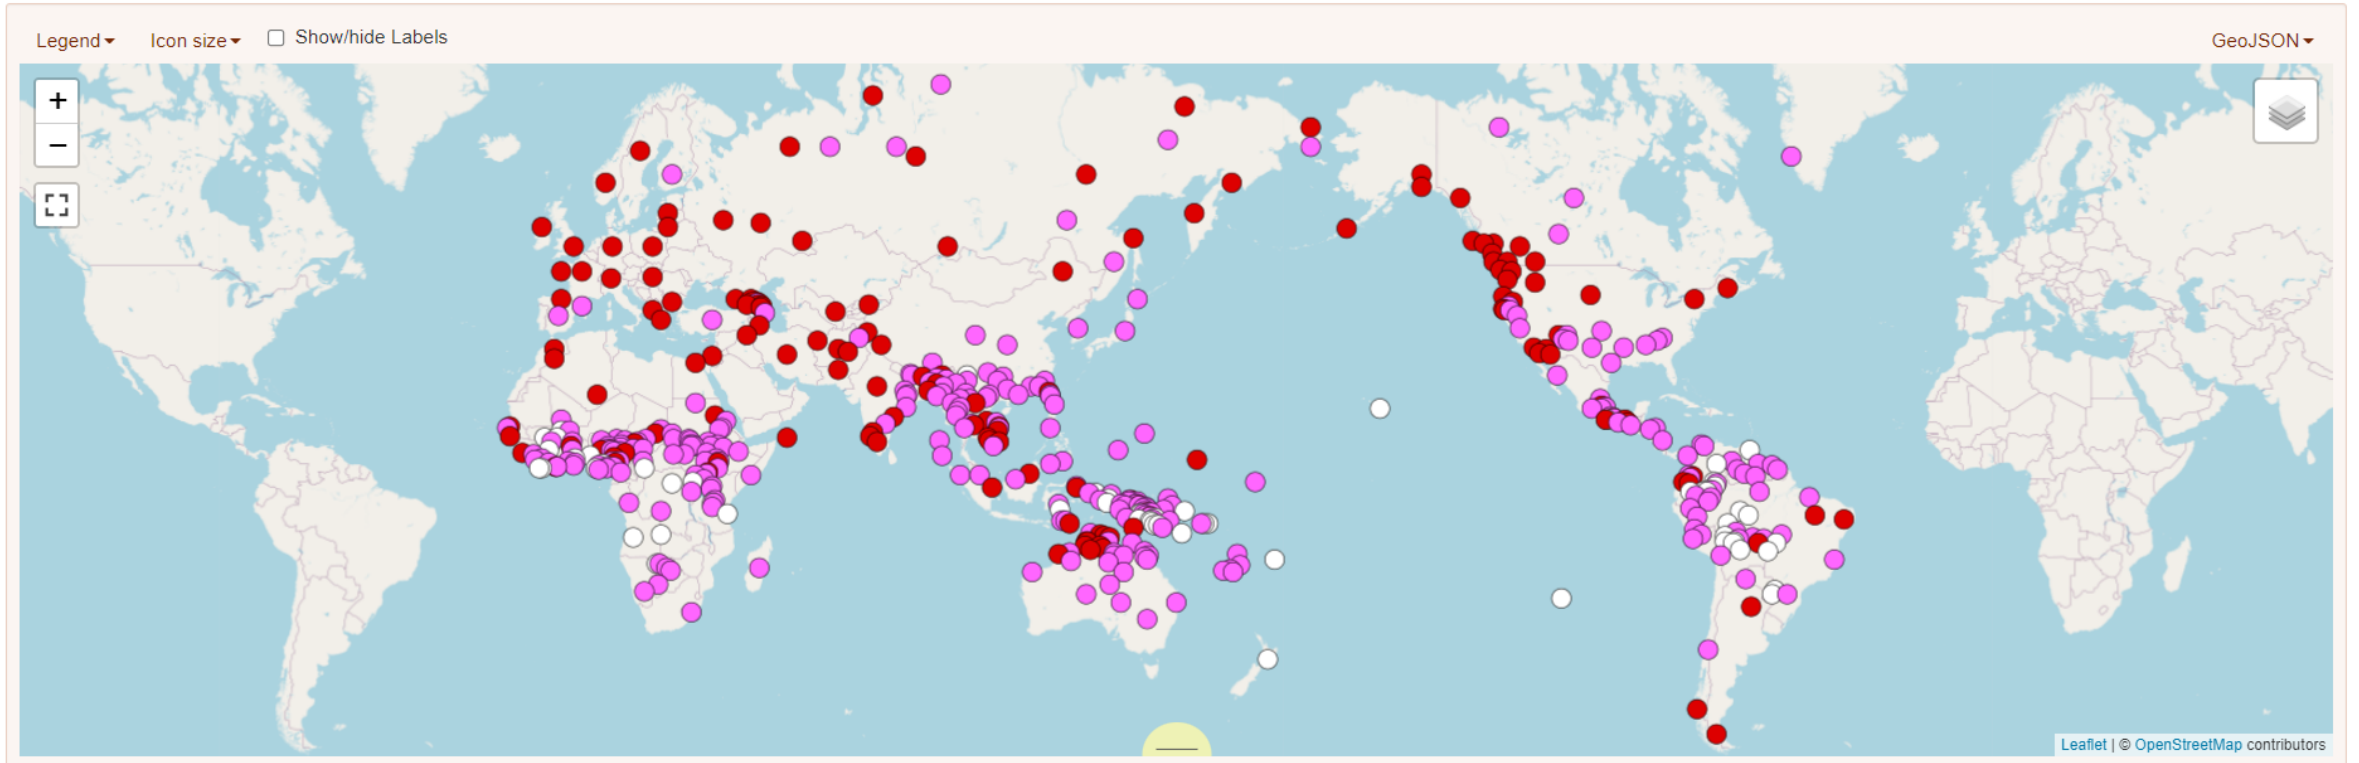 Legend Icon size Show/hide Labels GeoJSON
+
−
Leaflet | © OpenStreetMap contributors